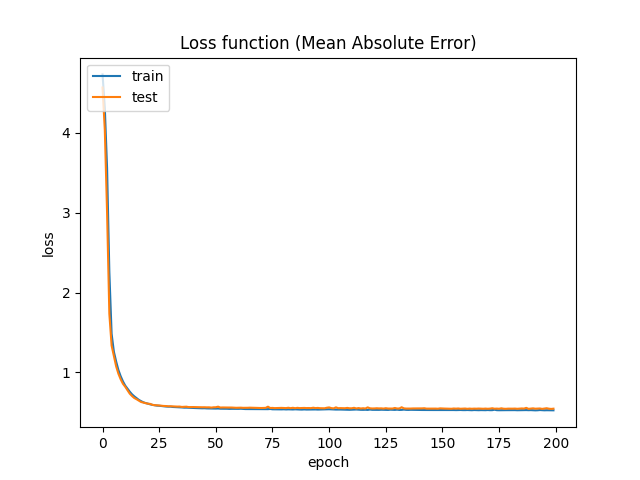 Loss function (Mean Absolute Error)
train
test
4
3
2
1
loss
0 25 50 75 100 125 150 175 200
epoch